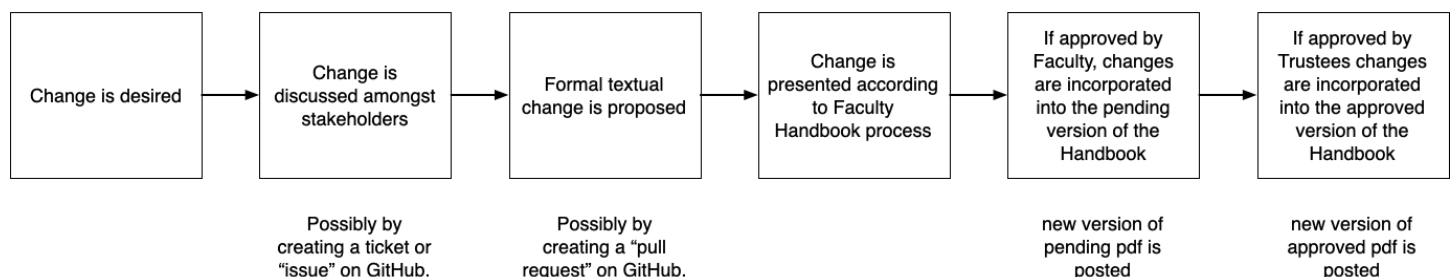 Change is desired
Change is
discussed amongst
stakeholders
Formal textual
change is proposed
Change is
presented according
to Faculty
Handbook process
If approved by
Faculty, changes
are incorporated
into the pending
version of the
Handbook
If approved by
Trustees changes
are incorporated
into the approved
version of the
Handbook
Possibly by
creating a ticket or
“issue” on GitHub.
Possibly by
creating a “pull
request” on GitHub.
new version of
pending pdf is
posted
new version of
approved pdf is
posted